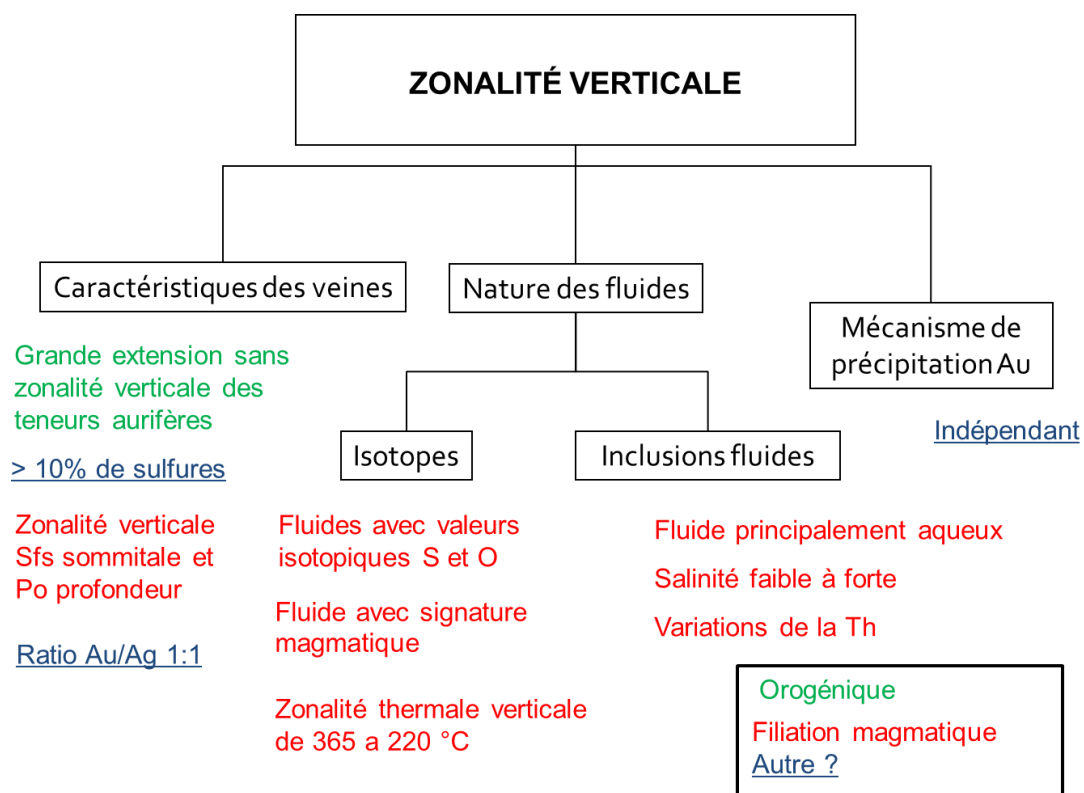 ZONALITÉ VERTICALE
Caractéristiques des veines
Grande extension sans
zonalité verticale des
teneurs aurifères
> 10% de sulfures
Zonalité verticale
Sfs sommitale et
Po profondeur
Ratio Au/Ag 1:1
Nature des fluides
Isotopes
Fluides avec valeurs
isotopiques S et O
Fluide avec signature
magmatique
Zonalité thermale verticale
de 365 a 220 °C
Inclusions fluides
Fluide principalement aqueux
Salinité faible à forte
Variations de la Th
Mécanisme de
précipitation Au
Indépendant
Orogénique
Filiation magmatique
Autre ?